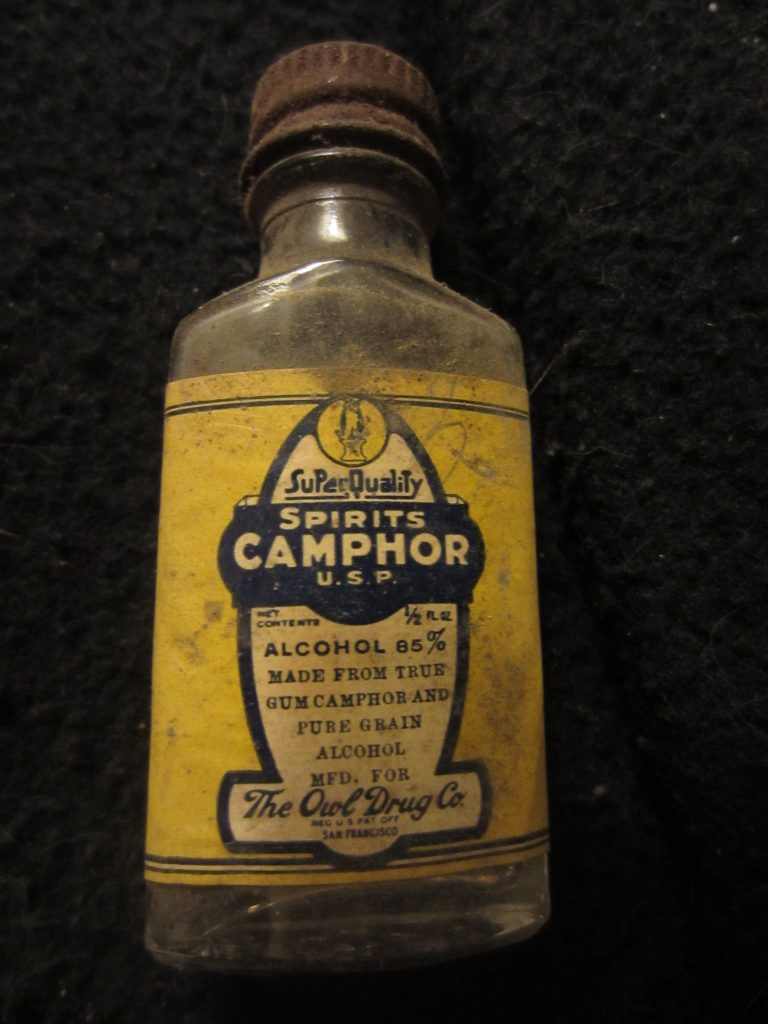 SuPerQuality
SPIRITS
CAMPHOR
U.S.P.
NET CONTENTS ½ FL OZ
ALCOHOL 85%
MADE FROM TRUE
GUM CAMPHOR AND
PURE GRAIN
ALCOHOL
MFD. FOR
The Owl Drug Co.
REG U S PAT OFF
SAN FRANCISCO